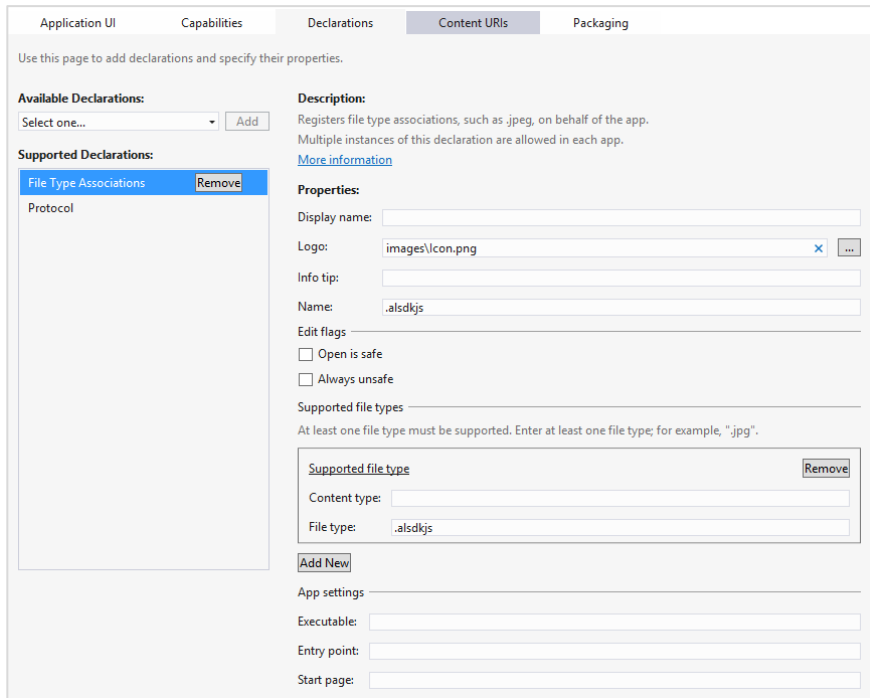 Application UI Capabilities Declarations Content URIs Packaging
Use this page to add declarations and specify their properties.
Available Declarations:
Select one... Add
Supported Declarations:
File Type Associations Remove
Protocol
Description:
Registers file type associations, such as .jpeg, on behalf of the app.
Multiple instances of this declaration are allowed in each app.
More information
Properties:
Display name:
Logo: images\Icon.png × ...
Info tip:
Name: .alsdkjs
Edit flags
Open is safe
Always unsafe
Supported file types
At least one file type must be supported. Enter at least one file type; for example, ".jpg".
Supported file type Remove
Content type:
File type: .alsdkjs
Add New
App settings
Executable:
Entry point:
Start page: